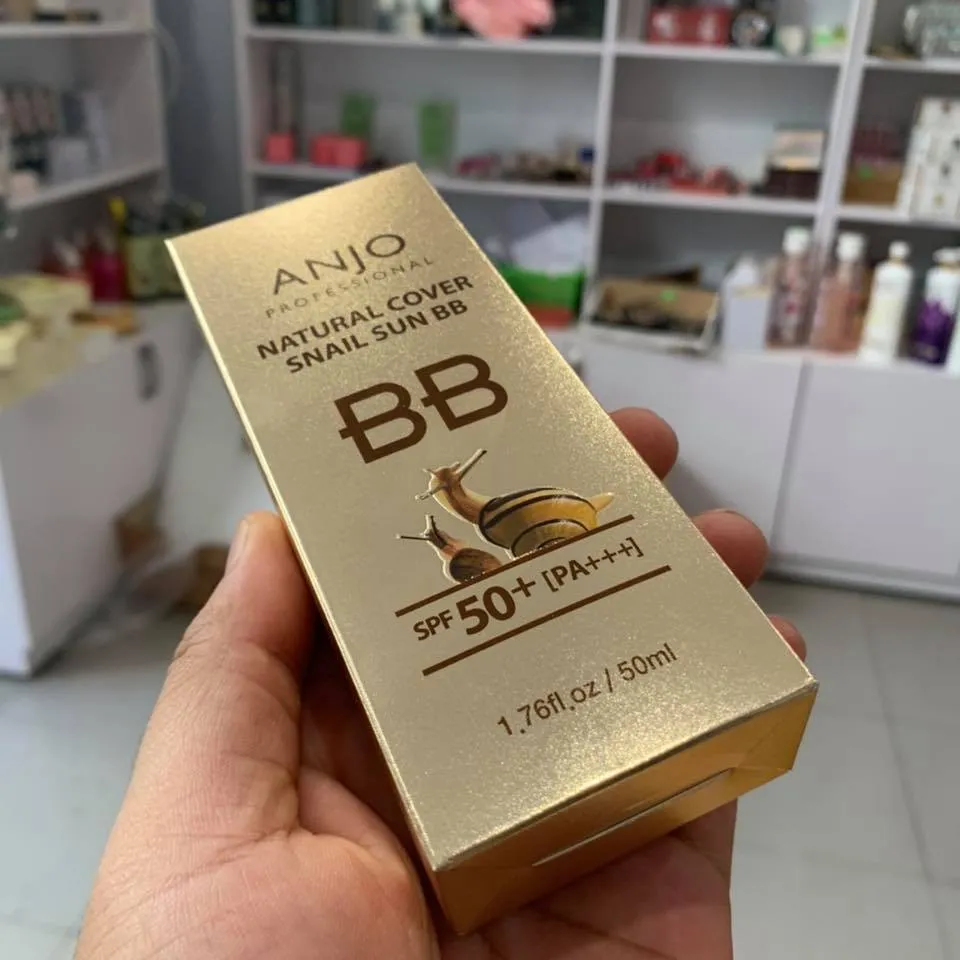 ANJO
PROFESSIONAL
NATURAL COVER
SNAIL SUN BB
BB
SPF 50+ [PA+++]
1.76fl.oz / 50ml